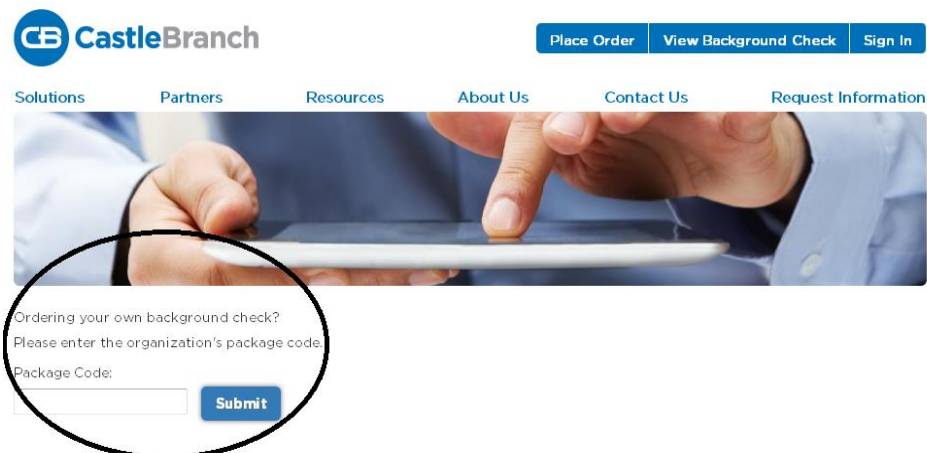 CB CastleBranch
Place Order View Background Check Sign In
Solutions Partners Resources About Us Contact Us Request Information
Ordering your own background check?
Please enter the organization's package code.
Package Code:
Submit